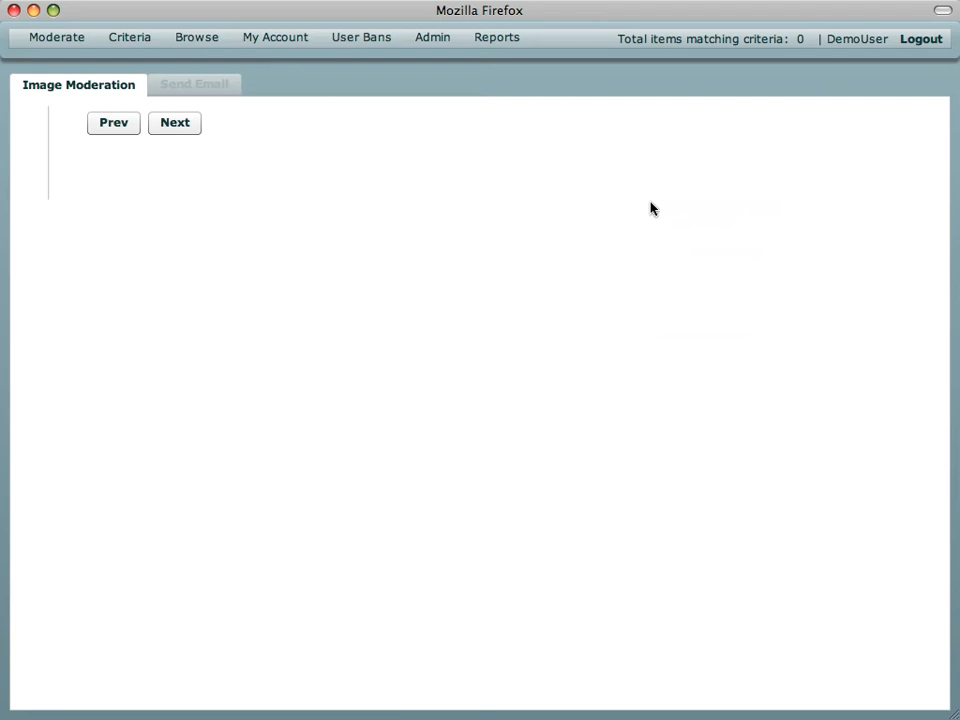 Mozilla Firefox
Moderate Criteria Browse My Account User Bans Admin Reports Total items matching criteria: 0 | DemoUser Logout
Image Moderation Send Email
Prev Next